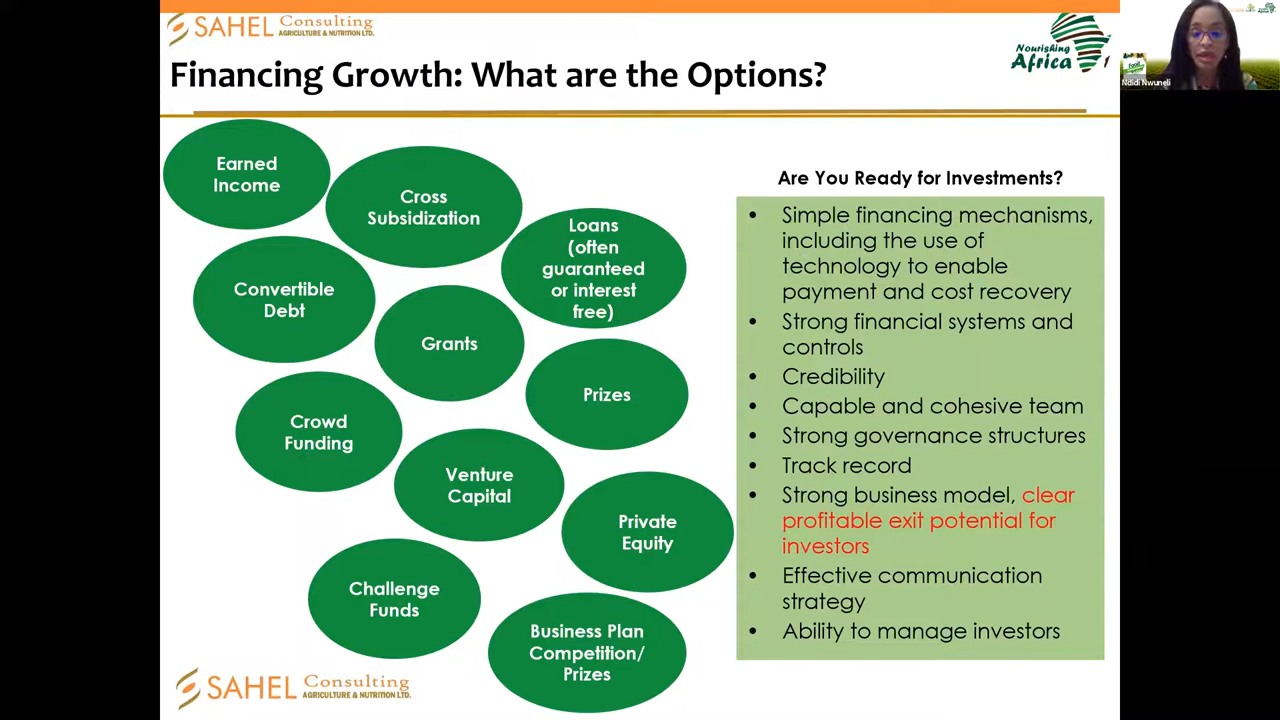 SAHEL Consulting
AGRICULTURE & NUTRITION LTD.
Nourishing
Africa
Financing Growth: What are the Options?
Ndidi Nwuneli
Earned
Income
Cross
Subsidization
Loans
(often
guaranteed
or interest
free)
Convertible
Debt
Grants
Prizes
Crowd
Funding
Venture
Capital
Private
Equity
Challenge
Funds
Business Plan
Competition/
Prizes
Are You Ready for Investments?
• Simple financing mechanisms,
including the use of
technology to enable
payment and cost recovery
• Strong financial systems and
controls
• Credibility
• Capable and cohesive team
• Strong governance structures
• Track record
• Strong business model, clear
profitable exit potential for
investors
• Effective communication
strategy
• Ability to manage investors
SAHEL Consulting
AGRICULTURE & NUTRITION LTD.